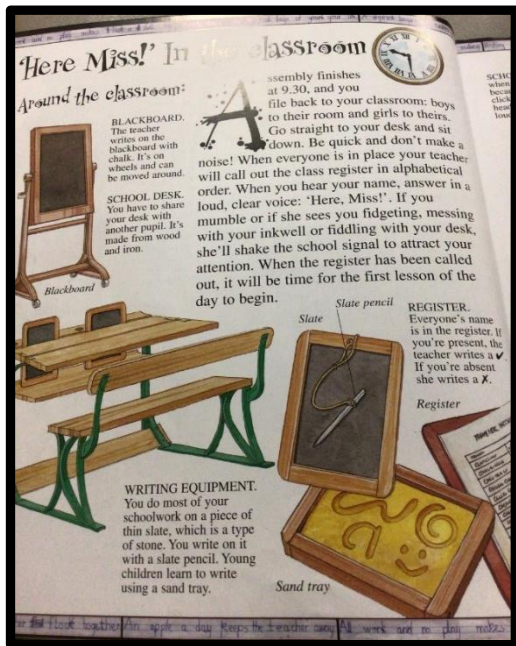 'Here Miss!' In the classroom
Around the classroom:
BLACKBOARD.
The teacher
writes on the
blackboard with
chalk. It's on
wheels and can
be moved around.
SCHOOL DESK.
You have to share
your desk with
another pupil. It's
made from wood
and iron.
Blackboard
Assembly finishes
at 9.30, and you
file back to your classroom: boys
to their room and girls to theirs.
Go straight to your desk and sit
down. Be quick and don't make a
noise! When everyone is in place your teacher
will call out the class register in alphabetical
order. When you hear your name, answer in a
loud, clear voice: 'Here, Miss!'. If you
mumble or if she sees you fidgeting, messing
with your inkwell or fiddling with your desk,
she'll shake the school signal to attract your
attention. When the register has been called
out, it will be time for the first lesson of the
day to begin.
Slate
Slate pencil
REGISTER.
Everyone's name
is in the register. If
you're present, the
teacher writes a ✔.
If you're absent
she writes a ✗.
Register
WRITING EQUIPMENT.
You do most of your
schoolwork on a piece of
thin slate, which is a type
of stone. You write on it
with a slate pencil. Young
children learn to write
using a sand tray.
Sand tray
together An apple a day keeps the teacher away All work and no play makes